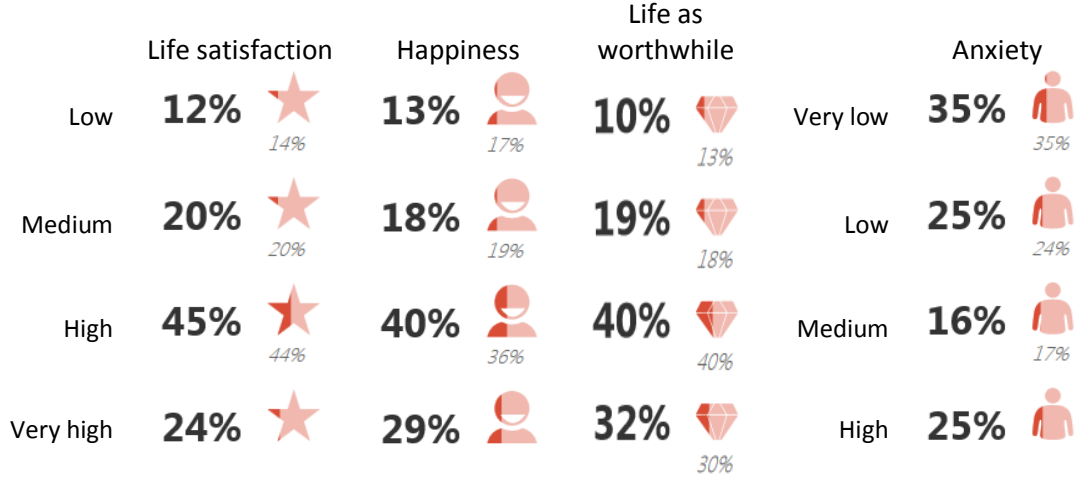 Life satisfaction Happiness Life as worthwhile Anxiety
Low 12% 13% 10% Very low 35%
14% 17% 13% 35%
Medium 20% 18% 19% Low 25%
20% 19% 18% 24%
High 45% 40% 40% Medium 16%
44% 36% 40% 17%
Very high 24% 29% 32% High 25%
30%